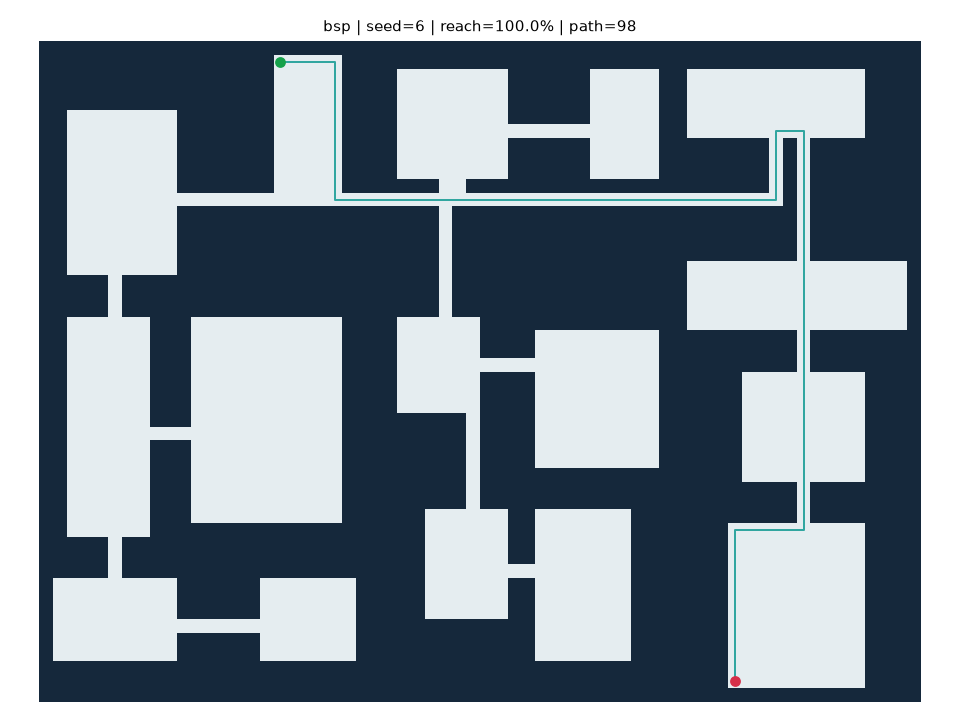 bsp | seed=6 | reach=100.0% | path=98